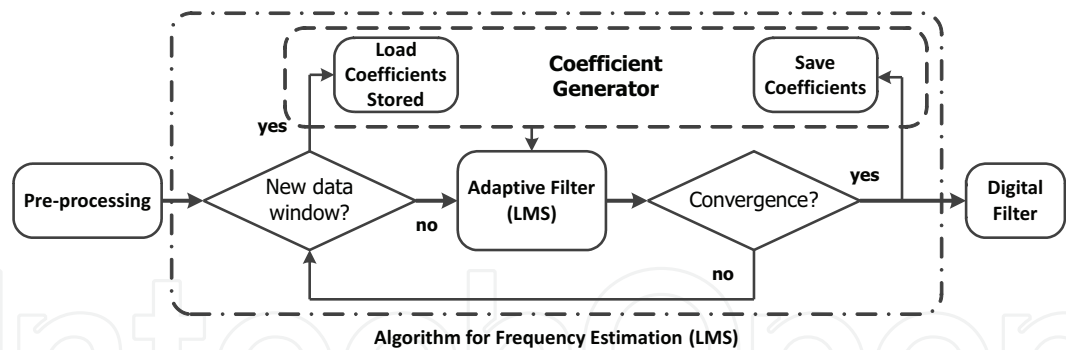 Load
Coefficients
Stored
Coefficient
Generator
Save
Coefficients
yes
Pre-processing
New data
window?
no
Adaptive Filter
(LMS)
Convergence?
yes
no
Digital
Filter
Algorithm for Frequency Estimation (LMS)